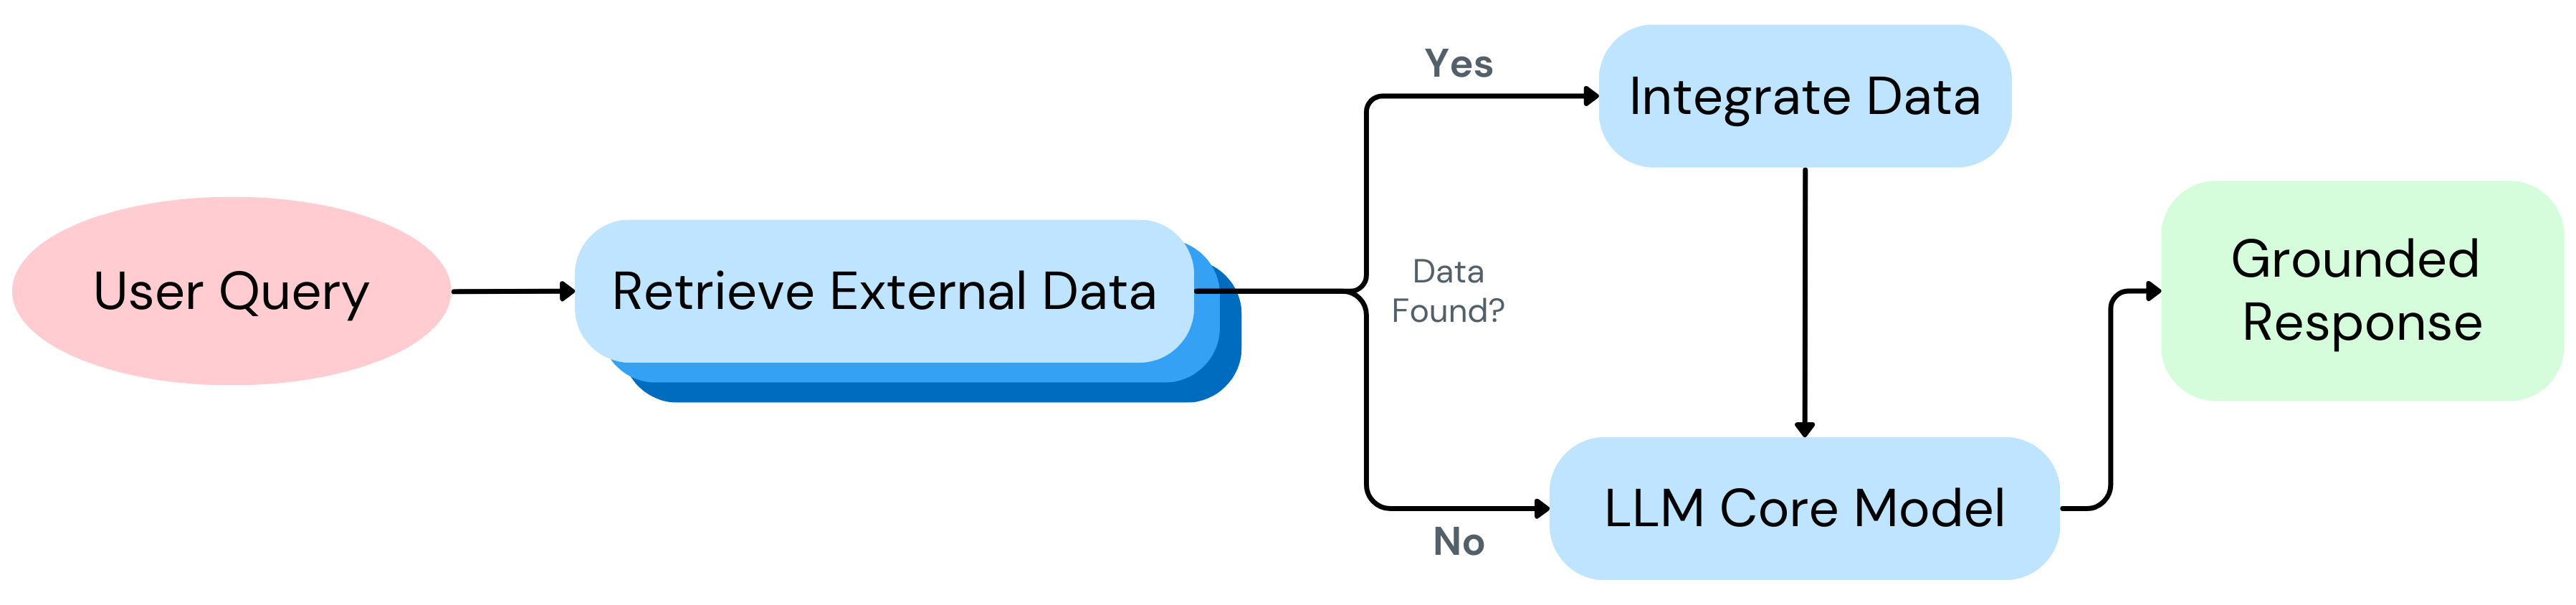 User Query
Retrieve External Data
Yes
Data
Found?
No
Integrate Data
LLM Core Model
Grounded
Response